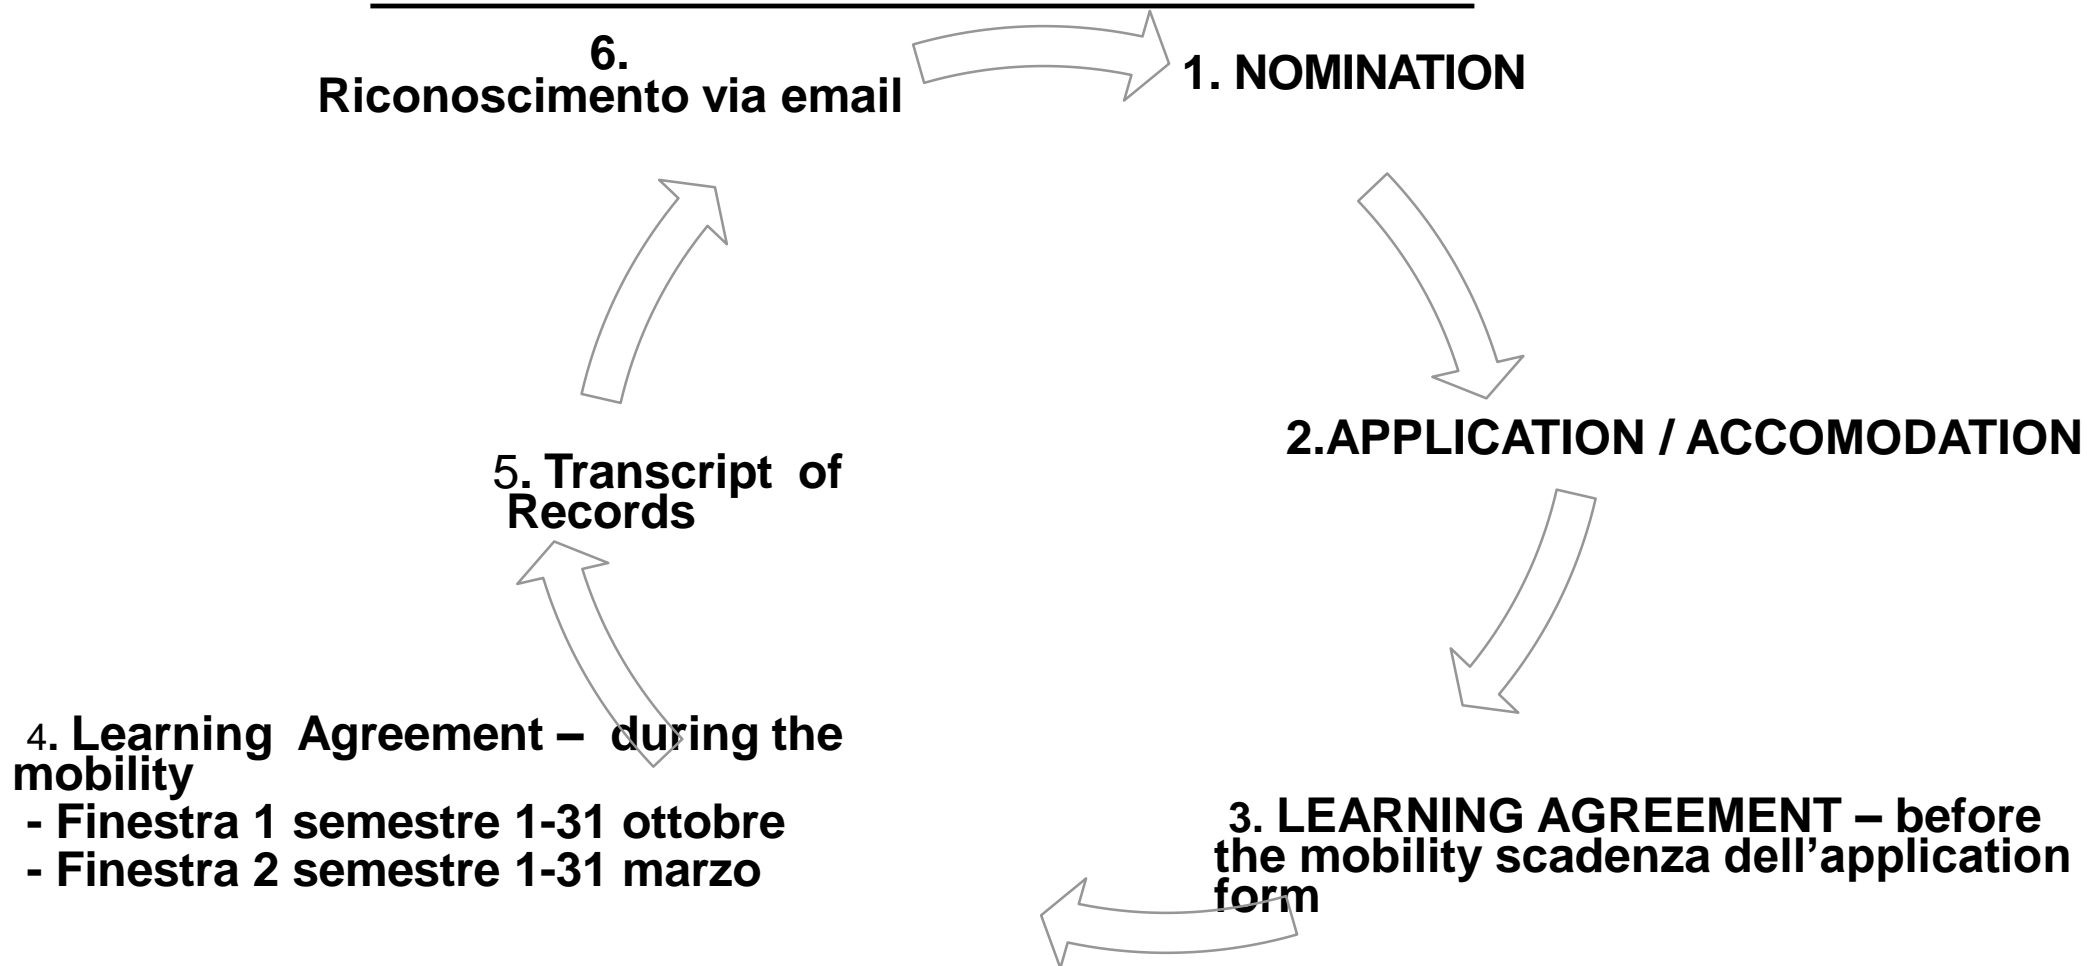 6.
Riconoscimento via email
1. NOMINATION
2.APPLICATION / ACCOMODATION
3. LEARNING AGREEMENT – before
the mobility scadenza dell’application
form
4. Learning Agreement – during the
mobility
- Finestra 1 semestre 1-31 ottobre
- Finestra 2 semestre 1-31 marzo
5. Transcript of
Records